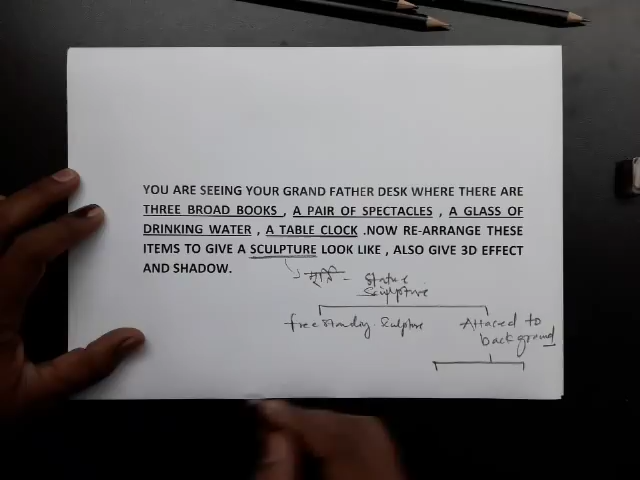 YOU ARE SEEING YOUR GRAND FATHER DESK WHERE THERE ARE
THREE BROAD BOOKS , A PAIR OF SPECTACLES , A GLASS OF
DRINKING WATER , A TABLE CLOCK .NOW RE-ARRANGE THESE
ITEMS TO GIVE A SCULPTURE LOOK LIKE , ALSO GIVE 3D EFFECT
AND SHADOW.
मूर्ति - Statue
Sculpture
free standing Sculpture
Attaced to
background